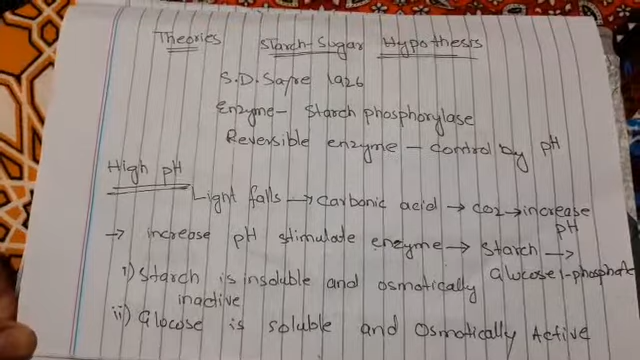 Theories Starch-Sugar Hypothesis
S.D. Sayre 1926
Enzyme - Starch phosphorylase
Reversible enzyme - control by pH
High pH
Light falls → carbonic acid → co2 → increase pH
→ increase pH stimulate enzyme → starch →
Glucose 1-phosphate
i) Starch is insoluble and osmotically
inactive
ii) Glocose is soluble and Osmotically Active